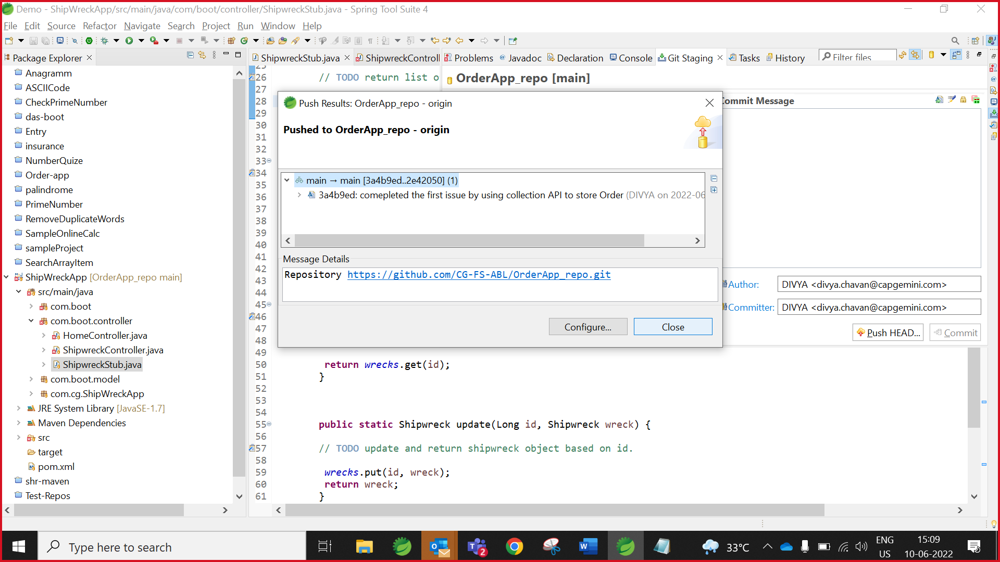 Demo - ShipWreckApp/src/main/java/com/boot/controller/ShipwreckStub.java - Spring Tool Suite 4
File Edit Source Refactor Navigate Search Project Run Window Help
Package Explorer
Anagramm
ASCIICode
CheckPrimeNumber
das-boot
Entry
insurance
NumberQuize
Order-app
palindrome
PrimeNumber
RemoveDuplicateWords
SampleOnlineCalc
sampleProject
SearchArrayItem
ShipWreckApp [OrderApp_repo main]
src/main/java
com.boot
com.boot.controller
HomeController.java
ShipwreckController.java
ShipwreckStub.java
com.boot.model
com.cg.ShipWreckApp
JRE System Library [JavaSE-1.7]
Maven Dependencies
src
target
pom.xml
shr-maven
Test-Repos
ShipwreckStub.java ShipwreckControll
25
26 // TODO return list o
27
28
29
30
31
32
33
34
35
36
37
38
39
40
41
42
43
44
45
46
47
48
49
50 return wrecks.get(id);
51 }
52
53
54
55 public static Shipwreck update(Long id, Shipwreck wreck) {
56
57 // TODO update and return shipwreck object based on id.
58
59 wrecks.put(id, wreck);
60 return wreck;
61 }
Problems @ Javadoc Declaration Console Git Staging Tasks History Filter files
OrderApp_repo [main]
Commit Message
Author: DIVYA <divya.chavan@capgemini.com>
Committer: DIVYA <divya.chavan@capgemini.com>
Push HEAD... Commit
Push Results: OrderApp_repo - origin
Pushed to OrderApp_repo - origin
main → main [3a4b9ed..2e42050] (1)
3a4b9ed: comepleted the first issue by using collection API to store Order (DIVYA on 2022-06
Message Details
Repository https://github.com/CG-FS-ABL/OrderApp_repo.git
Configure... Close
Type here to search
2
33°C
ENG
US
15:09
10-06-2022